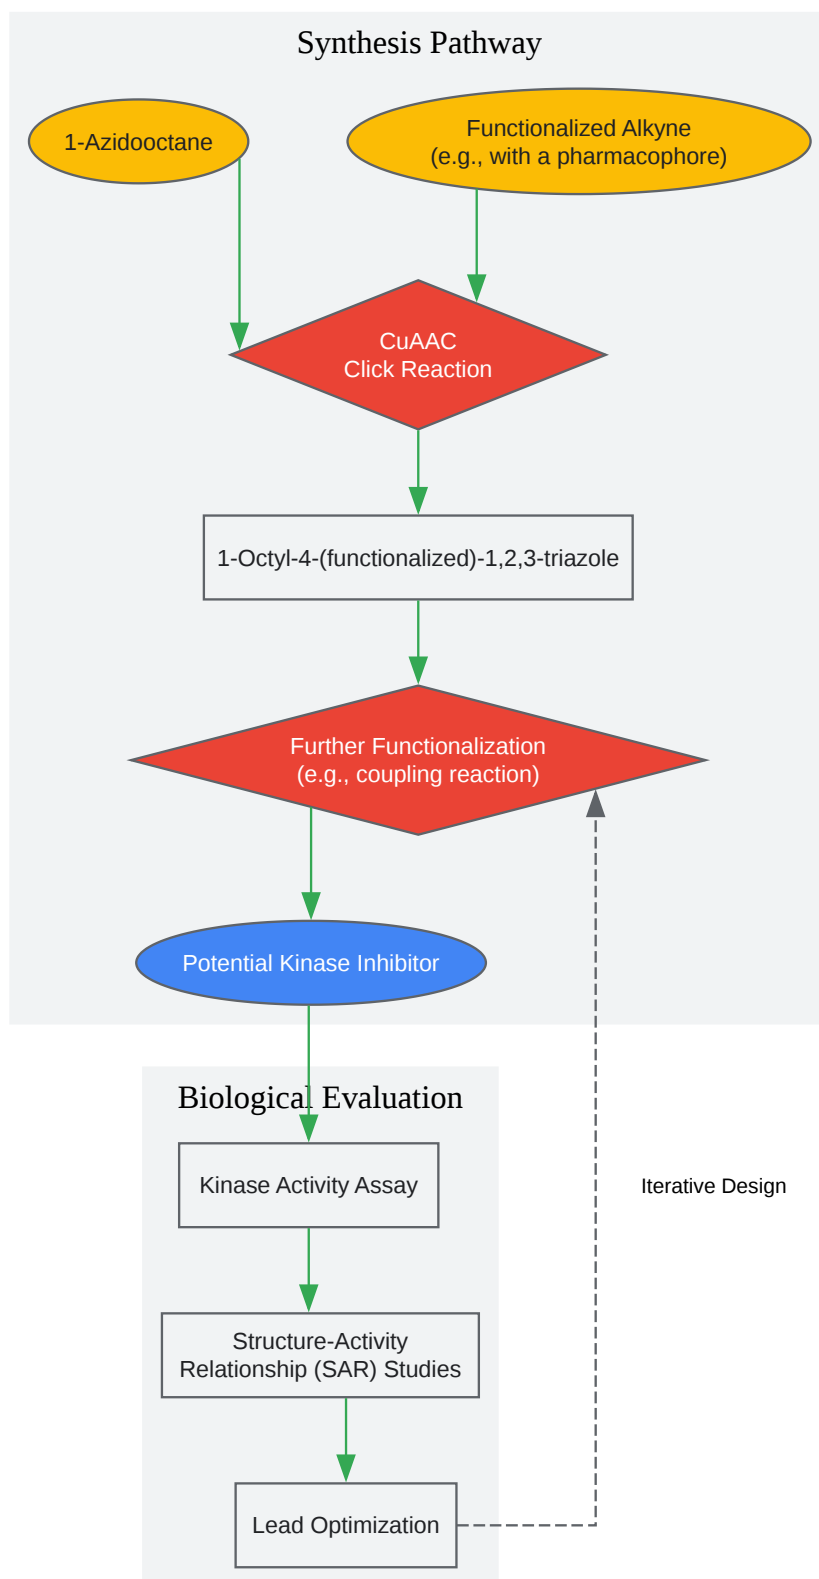 Synthesis Pathway
1-Azidooctane
Functionalized Alkyne
(e.g., with a pharmacophore)
CuAAC
Click Reaction
1-Octyl-4-(functionalized)-1,2,3-triazole
Further Functionalization
(e.g., coupling reaction)
Potential Kinase Inhibitor
Biological Evaluation
Kinase Activity Assay
Iterative Design
Structure-Activity
Relationship (SAR) Studies
Lead Optimization